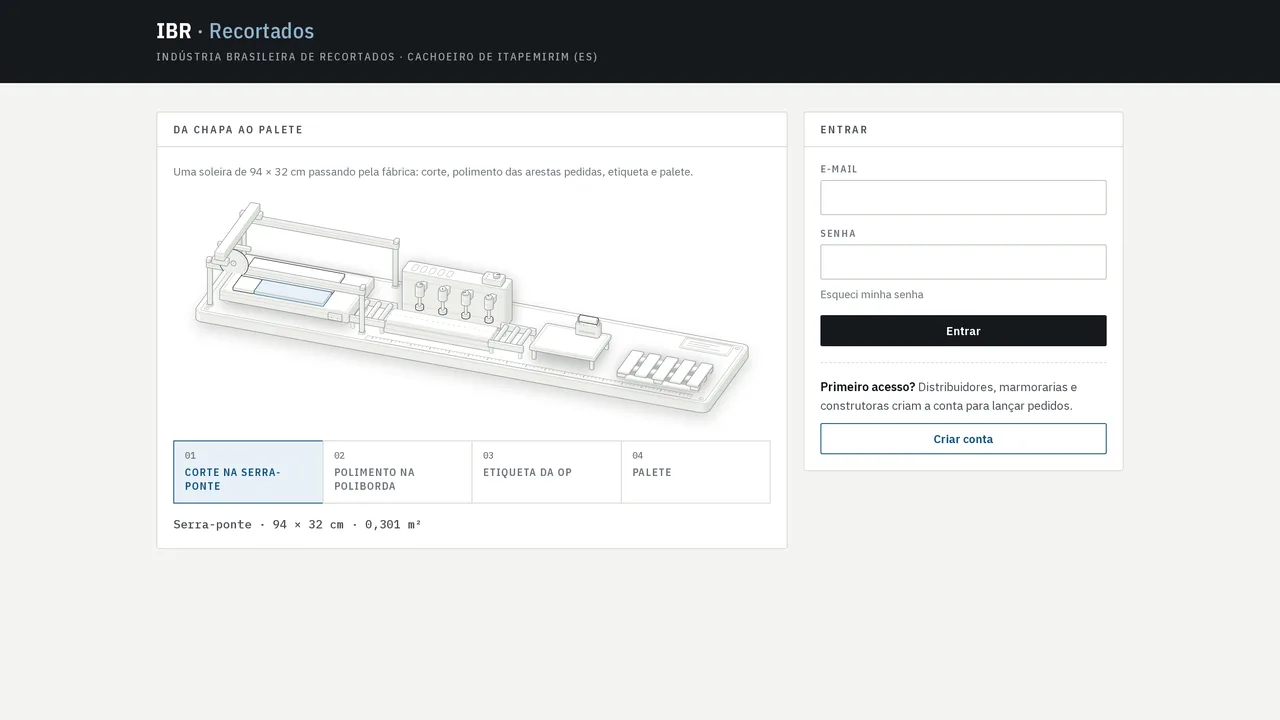 IBR · Recortados
INDÚSTRIA BRASILEIRA DE RECORTADOS · CACHOEIRO DE ITAPEMIRIM (ES)
DA CHAPA AO PALETE
Uma soleira de 94 × 32 cm passando pela fábrica: corte, polimento das arestas pedidas, etiqueta e palete.
01
CORTE NA SERRA-
PONTE
02
POLIMENTO NA
POLIBORDA
03
ETIQUETA DA OP
04
PALETE
Serra-ponte · 94 × 32 cm · 0,301 m²
ENTRAR
E-MAIL
SENHA
Esqueci minha senha
Entrar
Primeiro acesso? Distribuidores, marmorarias e
construtoras criam a conta para lançar pedidos.
Criar conta